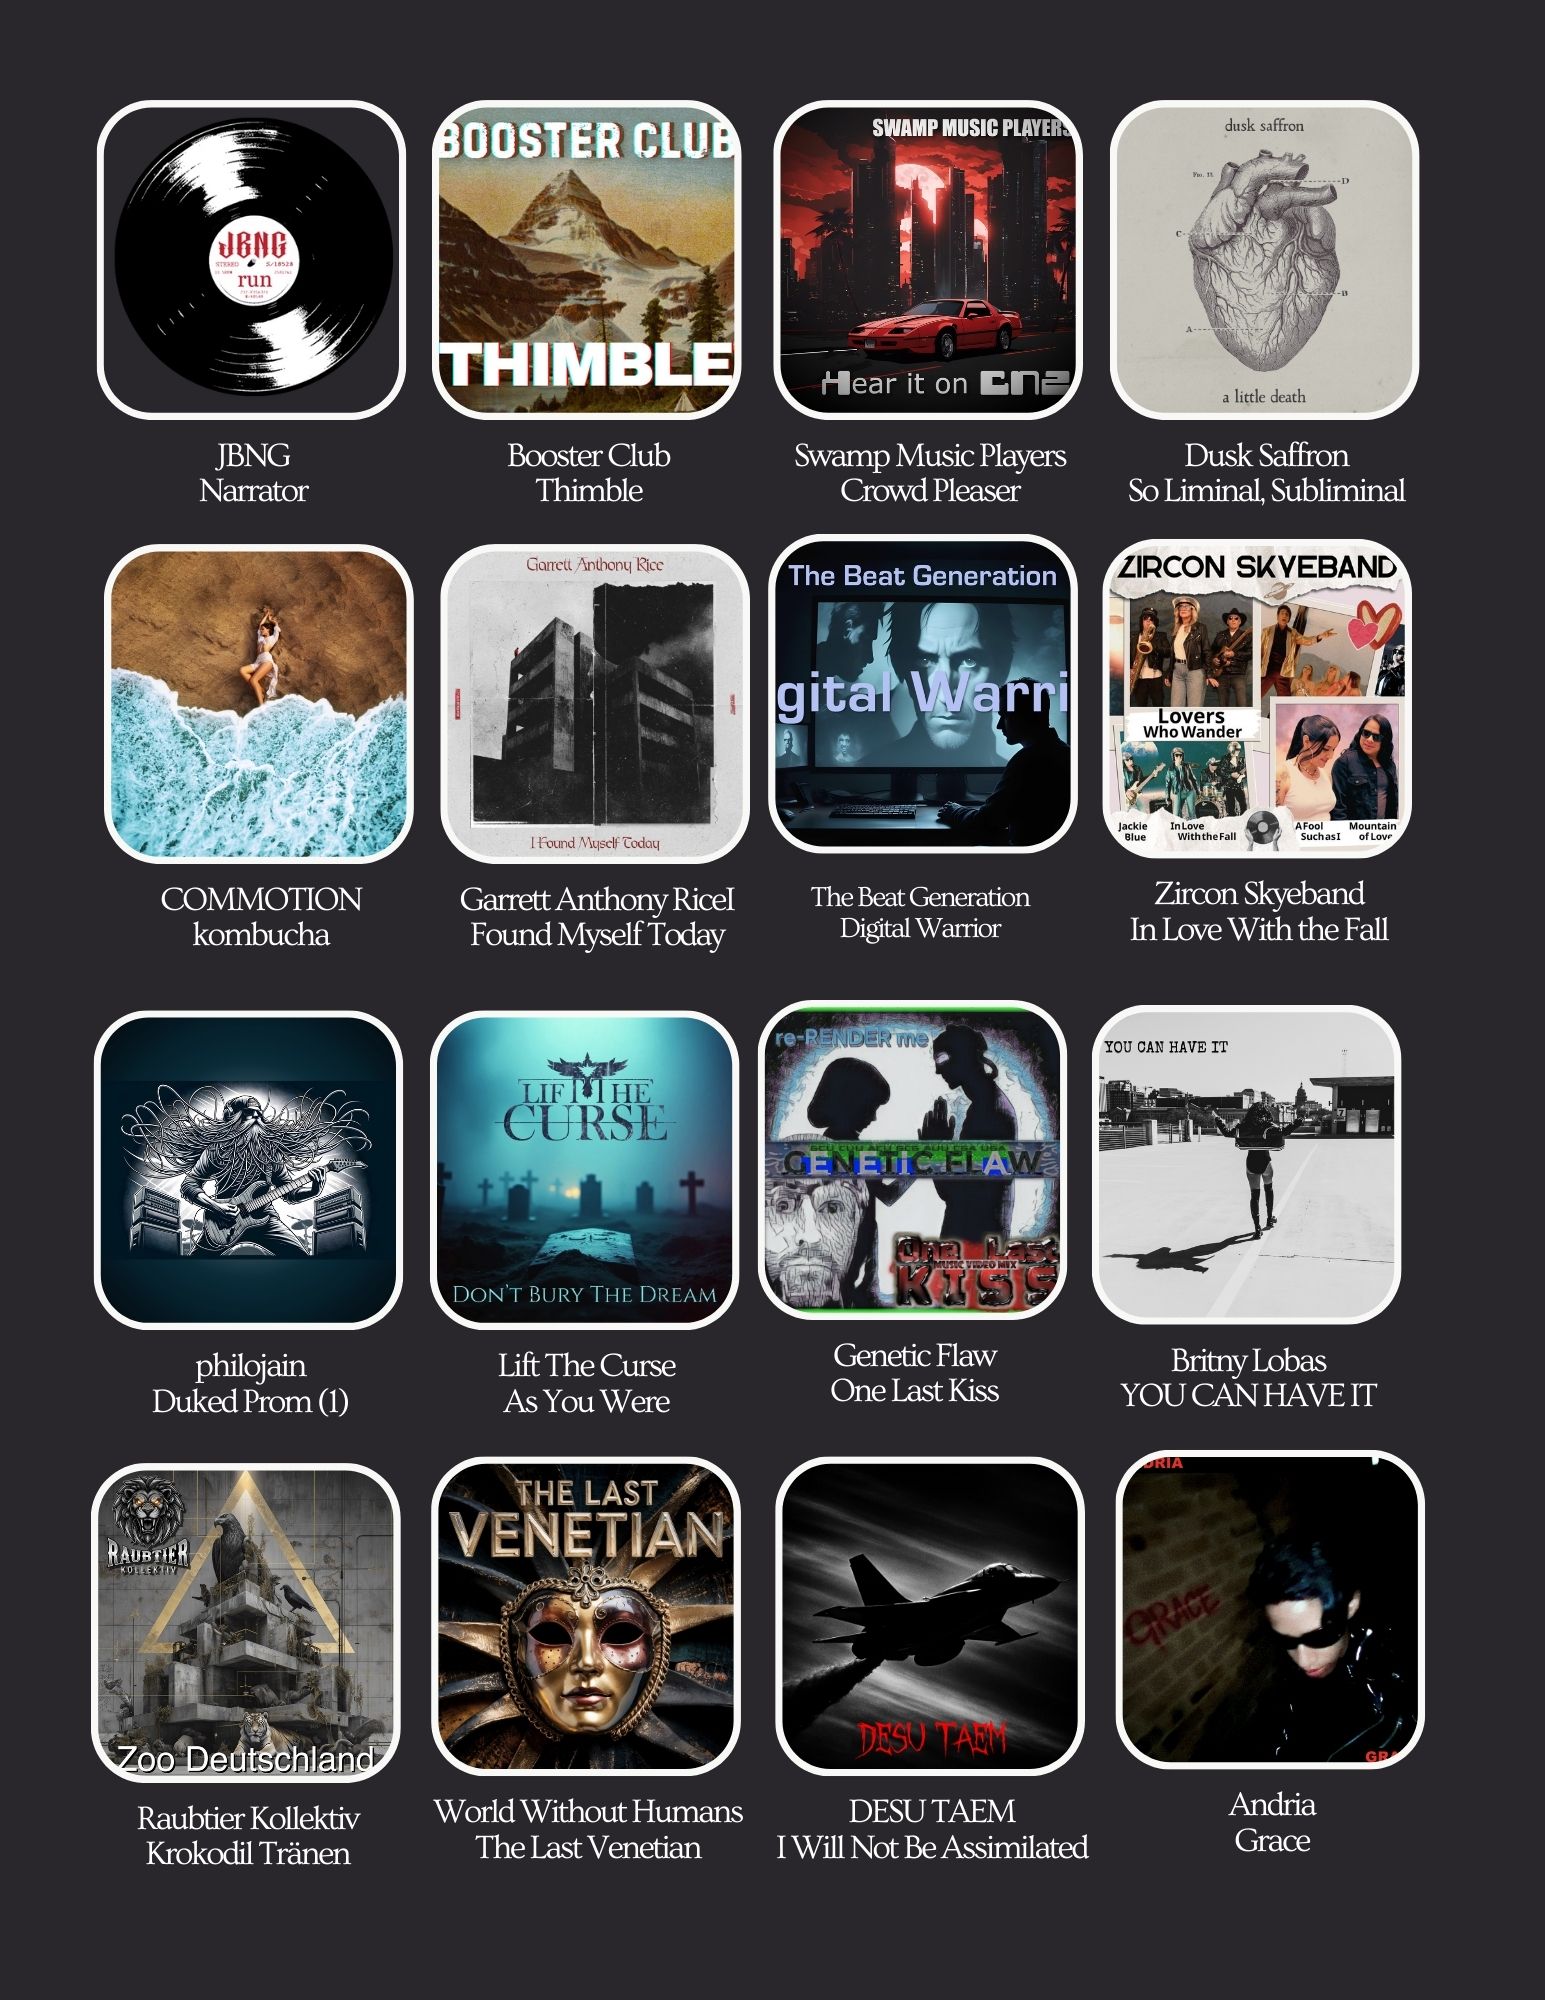 JBNG
STEREO
S/18528
run
JBNG
Narrator
BOOSTER CLUB
THIMBLE
Booster Club
Thimble
SWAMP MUSIC PLAYERS
Hear it on
Swamp Music Players
Crowd Pleaser
dusk saffron
D
C
B
A
a little death
Dusk Saffron
So Liminal, Subliminal
COMMOTION
kombucha
Garrett Anthony Rice
I Found Myself Today
Garrett Anthony RiceI
Found Myself Today
The Beat Generation
gital Warri
The Beat Generation
Digital Warrior
ZIRCON SKYEBAND
Lovers
Who Wander
Jackie
Blue
In Love
With the Fall
A Fool
Such as I
Mountain
of Love
Zircon Skyeband
In Love With the Fall
philojain
Duked Prom (1)
LIFT THE
CURSE
DON'T BURY THE DREAM
Lift The Curse
As You Were
re-RENDER me
GENETIC FLAW
One Last
MUSIC VIDEO MIX
KISS
Genetic Flaw
One Last Kiss
YOU CAN HAVE IT
7
Britny Lobas
YOU CAN HAVE IT
RAUBTIER
KOLLEKTIV
Zoo Deutschland
Raubtier Kollektiv
Krokodil Tränen
THE LAST
VENETIAN
World Without Humans
The Last Venetian
DESU TAEM
DESU TAEM
I Will Not Be Assimilated
DRIA
GRACE
GRA
Andria
Grace